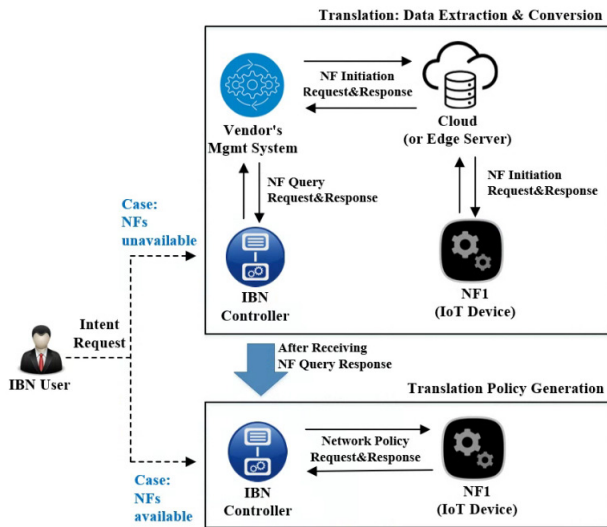 Translation: Data Extraction & Conversion
NF Initiation
Request&Response
Vendor's
Mgmt System
Cloud
(or Edge Server)
NF Query
Request&Response
NF Initiation
Request&Response
Case:
NFs
unavailable
IBN
Controller
NF1
(IoT Device)
Intent
Request
IBN User
After Receiving
NF Query Response
Translation Policy Generation
Network Policy
Request&Response
Case:
NFs
available
IBN
Controller
NF1
(IoT Device)